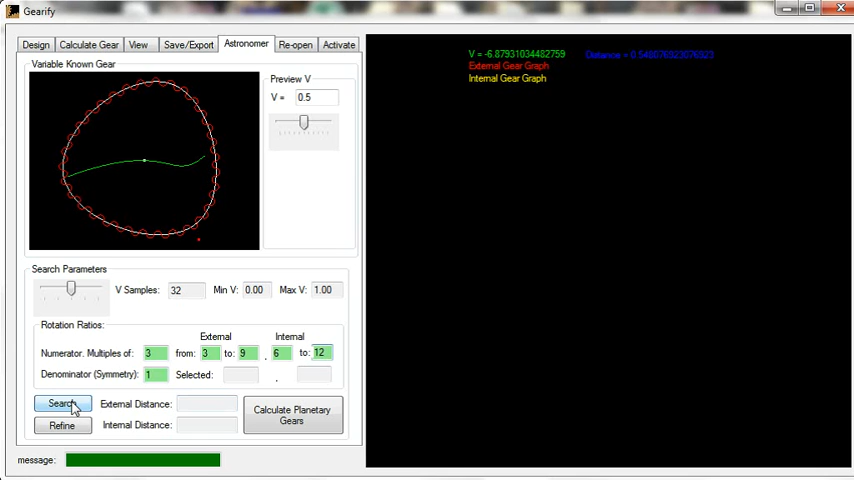 Gearify
Design Calculate Gear View Save/Export Astronomer Re-open Activate
Variable Known Gear
Preview V
V = 0.5
V = -6.87931034482759 Distance = 0.548076923076923
External Gear Graph
Internal Gear Graph
Search Parameters
V Samples: 32 Min V: 0.00 Max V: 1.00
Rotation Ratios:
External Internal
Numerator. Multiples of: 3 from: 3 to: 9 , 6 to: 12
Denominator (Symmetry): 1 Selected: ,
Search External Distance:
Calculate Planetary
Gears
Refine Internal Distance:
message: